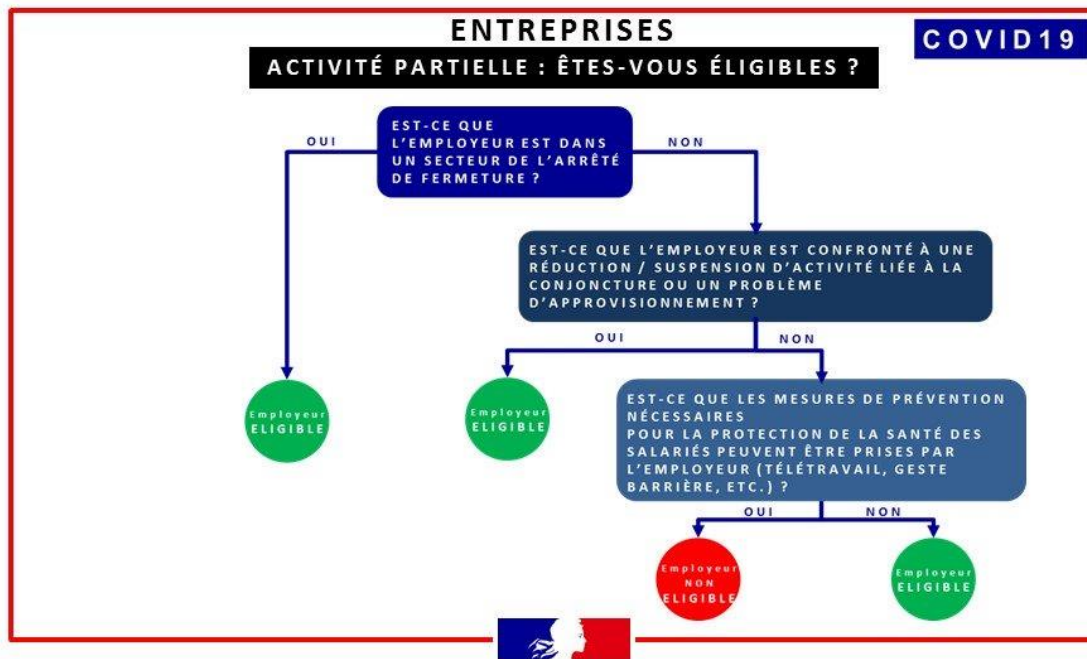 ENTREPRISES
COVID19
ACTIVITÉ PARTIELLE : ÊTES-VOUS ÉLIGIBLES ?
EST-CE QUE
L'EMPLOYEUR EST DANS
UN SECTEUR DE L'ARRÊTÉ
DE FERMETURE ?
OUI
NON
EST-CE QUE L'EMPLOYEUR EST CONFRONTÉ À UNE
RÉDUCTION / SUSPENSION D'ACTIVITÉ LIÉE À LA
CONJONCTURE OU UN PROBLÈME
D'APPROVISIONNEMENT ?
OUI
NON
Employeur
ELIGIBLE
Employeur
ELIGIBLE
EST-CE QUE LES MESURES DE PRÉVENTION
NÉCESSAIRES
POUR LA PROTECTION DE LA SANTÉ DES
SALARIÉS PEUVENT ÊTRE PRISES PAR
L'EMPLOYEUR (TÉLÉTRAVAIL, GESTE
BARRIÈRE, ETC.) ?
OUI
NON
Employeur
NON
ELIGIBLE
Employeur
ELIGIBLE